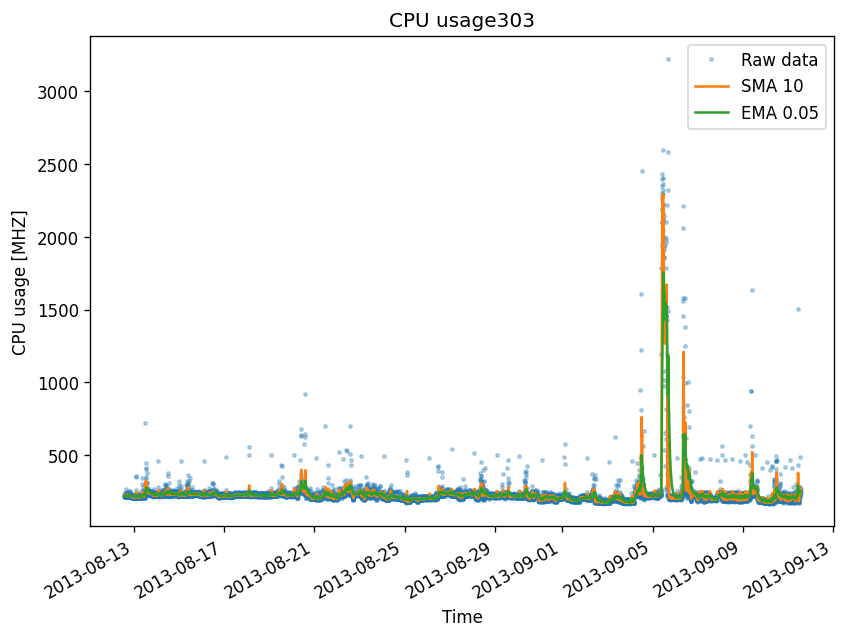 CPU usage303
Raw data
SMA 10
EMA 0.05
3000
2500
2000
1500
1000
500
CPU usage [MHZ]
2013-08-13
2013-08-17
2013-08-21
2013-08-25
2013-08-29
2013-09-01
2013-09-05
2013-09-09
2013-09-13
Time